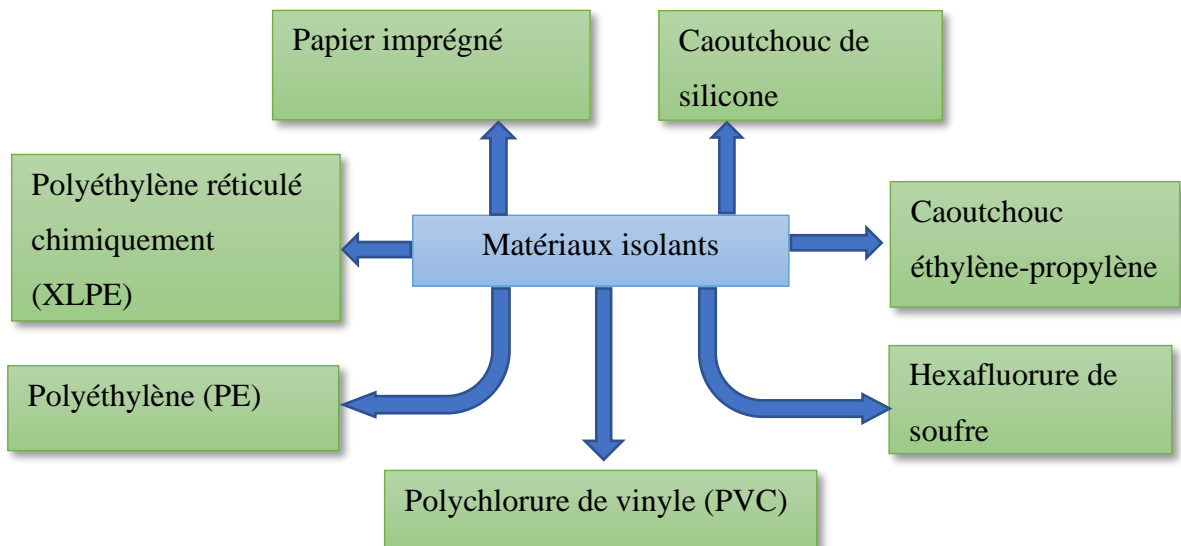 Papier imprégné
Caoutchouc de
silicone
Polyéthylène réticulé
chimiquement
(XLPE)
Matériaux isolants
Caoutchouc
éthylène-propylène
Polyéthylène (PE)
Hexafluorure de
soufre
Polychlorure de vinyle (PVC)